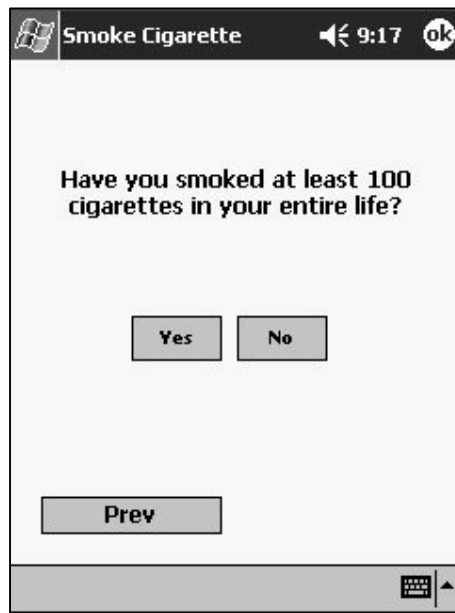 Smoke Cigarette 9:17 ok
Have you smoked at least 100
cigarettes in your entire life?
Yes No
Prev